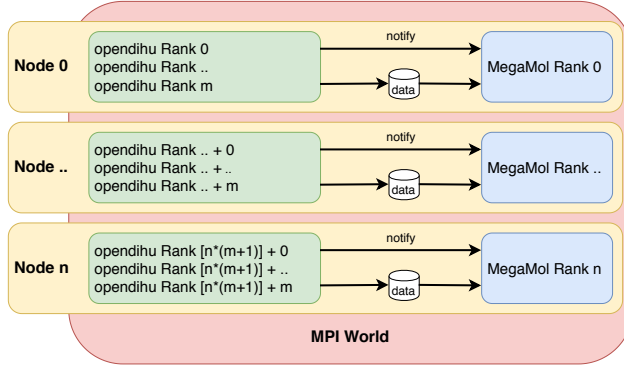 Node 0
opendihu Rank 0
opendihu Rank ..
opendihu Rank m
notify
data
MegaMol Rank 0
Node ..
opendihu Rank .. + 0
opendihu Rank .. + ..
opendihu Rank .. + m
notify
data
MegaMol Rank ..
Node n
opendihu Rank [n*(m+1)] + 0
opendihu Rank [n*(m+1)] + ..
opendihu Rank [n*(m+1)] + m
notify
data
MegaMol Rank n
MPI World